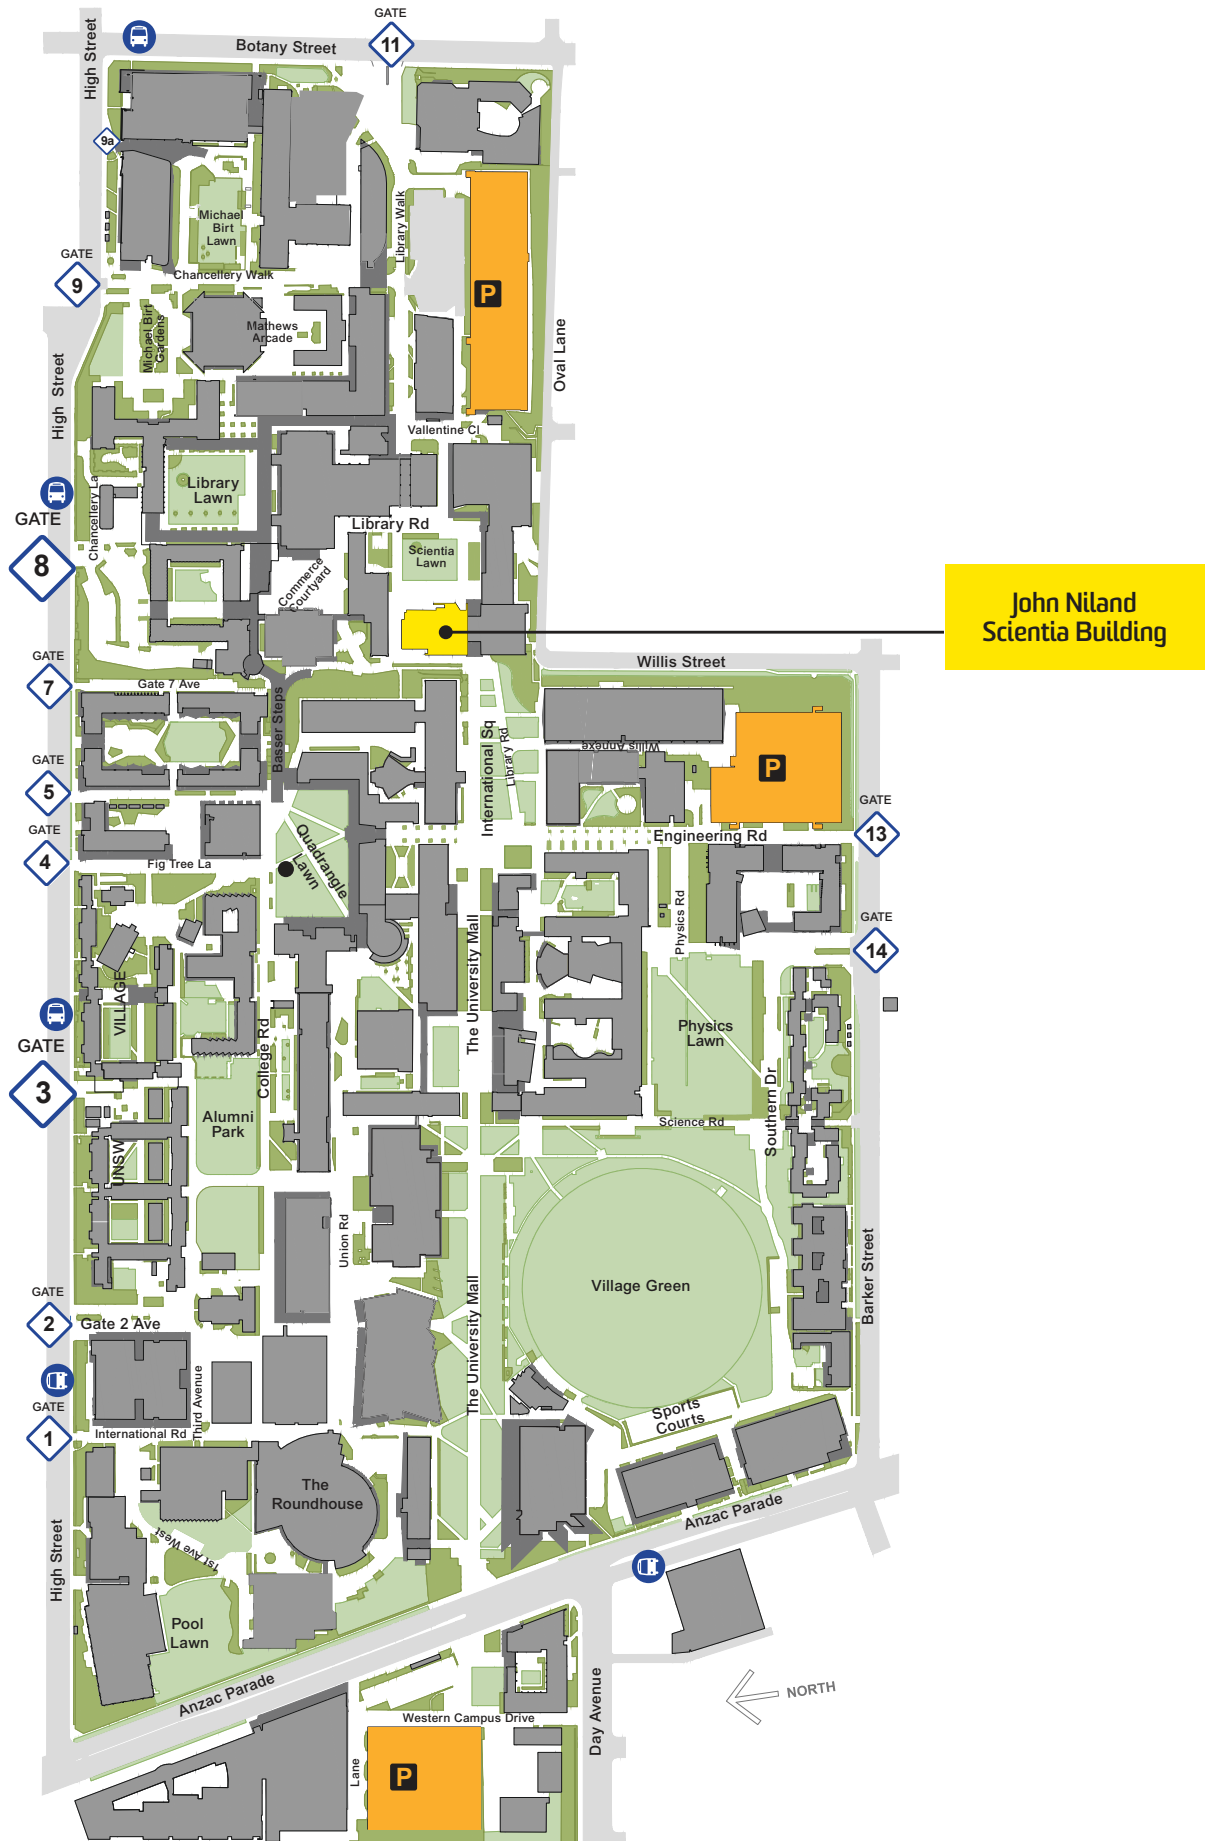 GATE
11
Botany Street
High Street
9a
Michael
Birt
Lawn
Library Walk
GATE
9
Chancellery Walk
P
Michael Birt
Gardens
Mathews
Arcade
Oval Lane
High Street
Vallentine Cl
Library
Lawn
Chancellery La
GATE
8
Library Rd
Scientia
Lawn
Commerce
Courtyard
John Niland
Scientia Building
Willis Street
GATE
7
Gate 7 Ave
Basser Steps
International Sq
Library Rd
Willis Annexe
P
GATE
5
GATE
13
Engineering Rd
GATE
4
Fig Tree La
Quadrangle
Lawn
Physics Rd
GATE
14
The University Mall
VILLAGE
UNSW
GATE
3
College Rd
Physics
Lawn
Southern Dr
Alumni
Park
Science Rd
Union Rd
Village Green
Barker Street
The University Mall
GATE
2
Gate 2 Ave
Third Avenue
GATE
1
International Rd
Sports
Courts
The
Roundhouse
Anzac Parade
1st Ave West
High Street
Pool
Lawn
Anzac Parade
NORTH
Day Avenue
Western Campus Drive
Lane
P